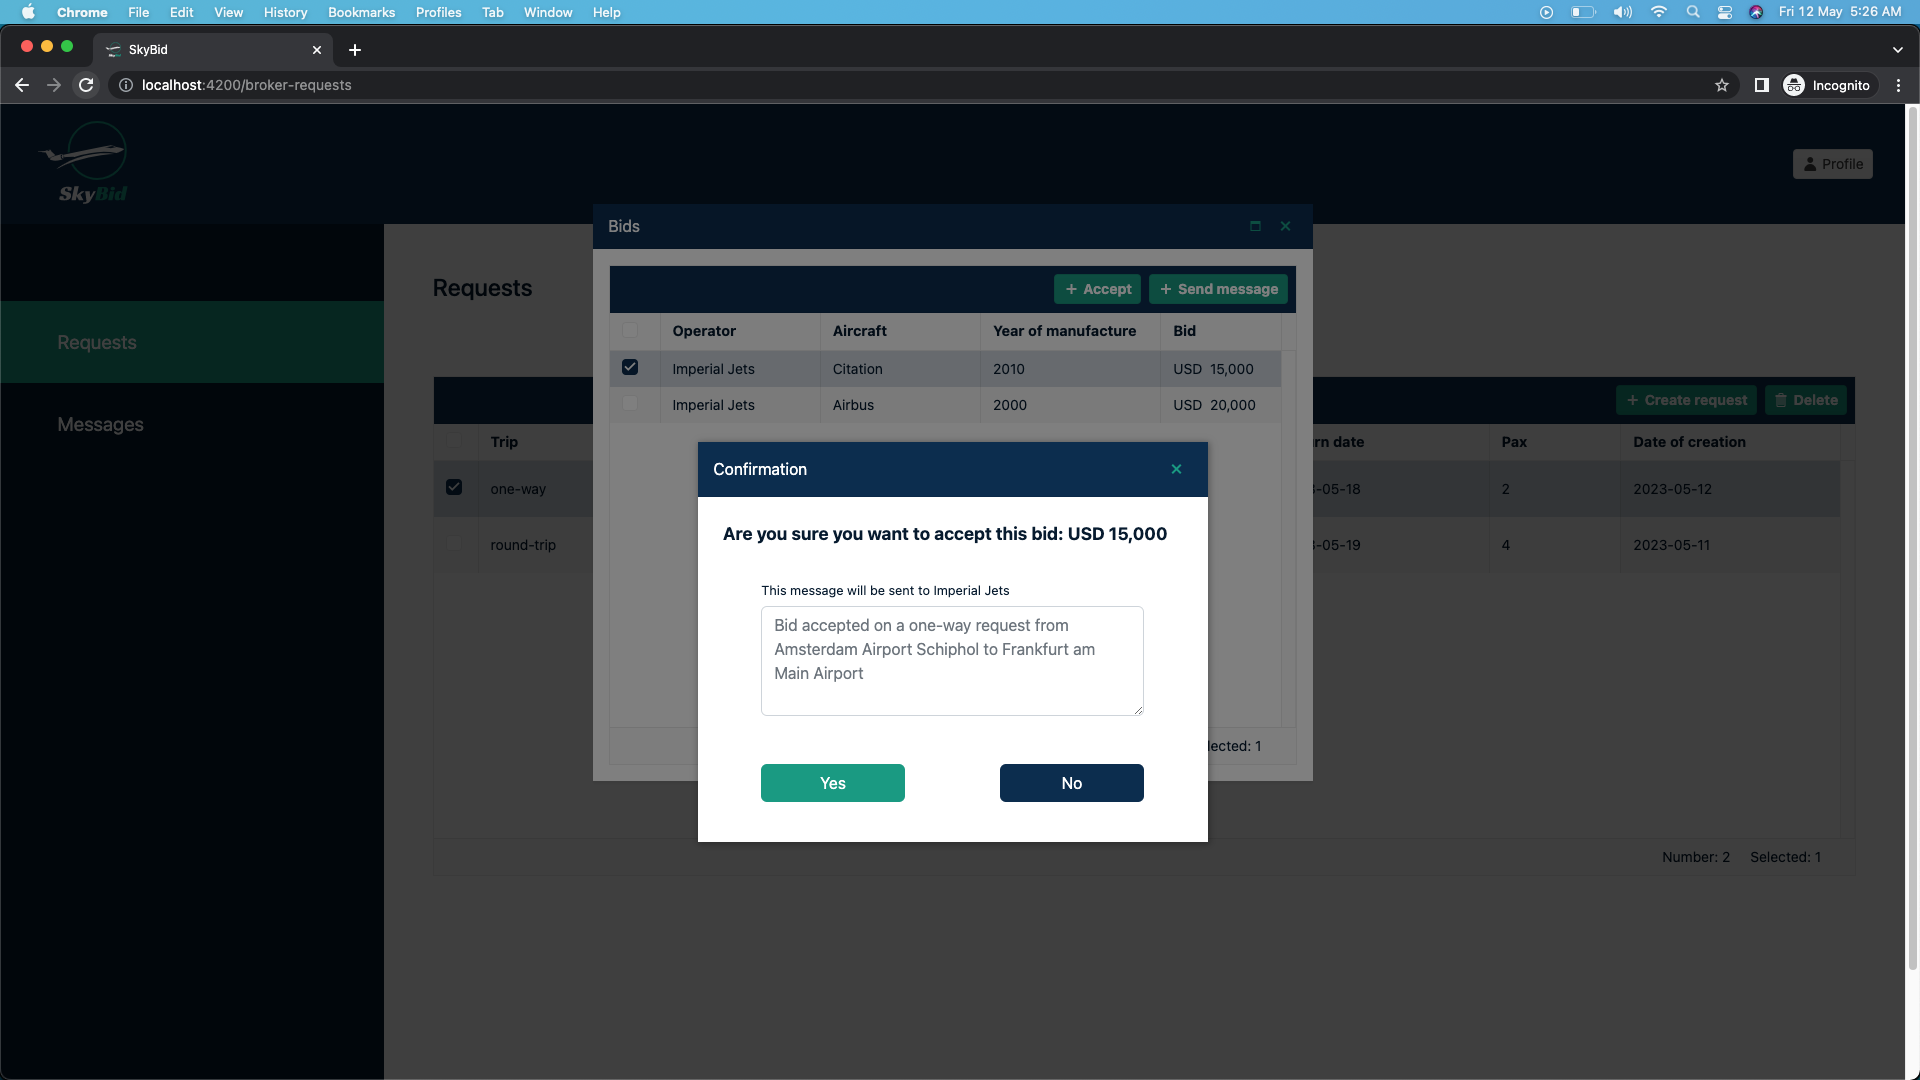 Chrome File Edit View History Bookmarks Profiles Tab Window Help Fri 12 May 5:26 AM
SkyBid
localhost:4200/broker-requests Incognito
SkyBid
Profile
Bids
Requests
+ Accept + Send message
Operator Aircraft Year of manufacture Bid
Requests
Imperial Jets Citation 2010 USD 15,000
Imperial Jets Airbus 2000 USD 20,000
+ Create request Delete
Messages
Trip rn date Pax Date of creation
Confirmation
one-way -05-18 2 2023-05-12
Are you sure you want to accept this bid: USD 15,000
round-trip -05-19 4 2023-05-11
This message will be sent to Imperial Jets
Bid accepted on a one-way request from
Amsterdam Airport Schiphol to Frankfurt am
Main Airport
lected: 1
Yes No
Number: 2 Selected: 1